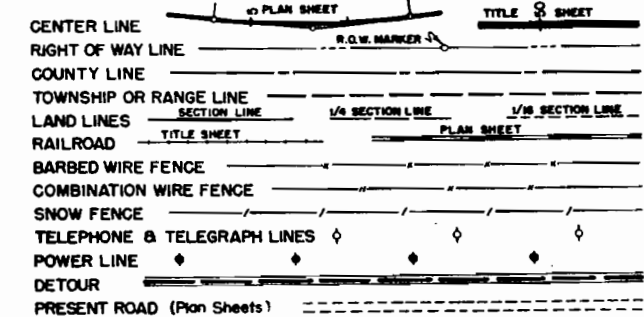 PLAN SHEET TITLE SHEET
CENTER LINE
R.O.W. MARKER
RIGHT OF WAY LINE
COUNTY LINE
TOWNSHIP OR RANGE LINE
LAND LINES SECTION LINE 1/4 SECTION LINE 1/16 SECTION LINE
RAILROAD TITLE SHEET PLAN SHEET
BARBED WIRE FENCE
COMBINATION WIRE FENCE
SNOW FENCE
TELEPHONE & TELEGRAPH LINES
POWER LINE
DETOUR
PRESENT ROAD (Plan Sheets)